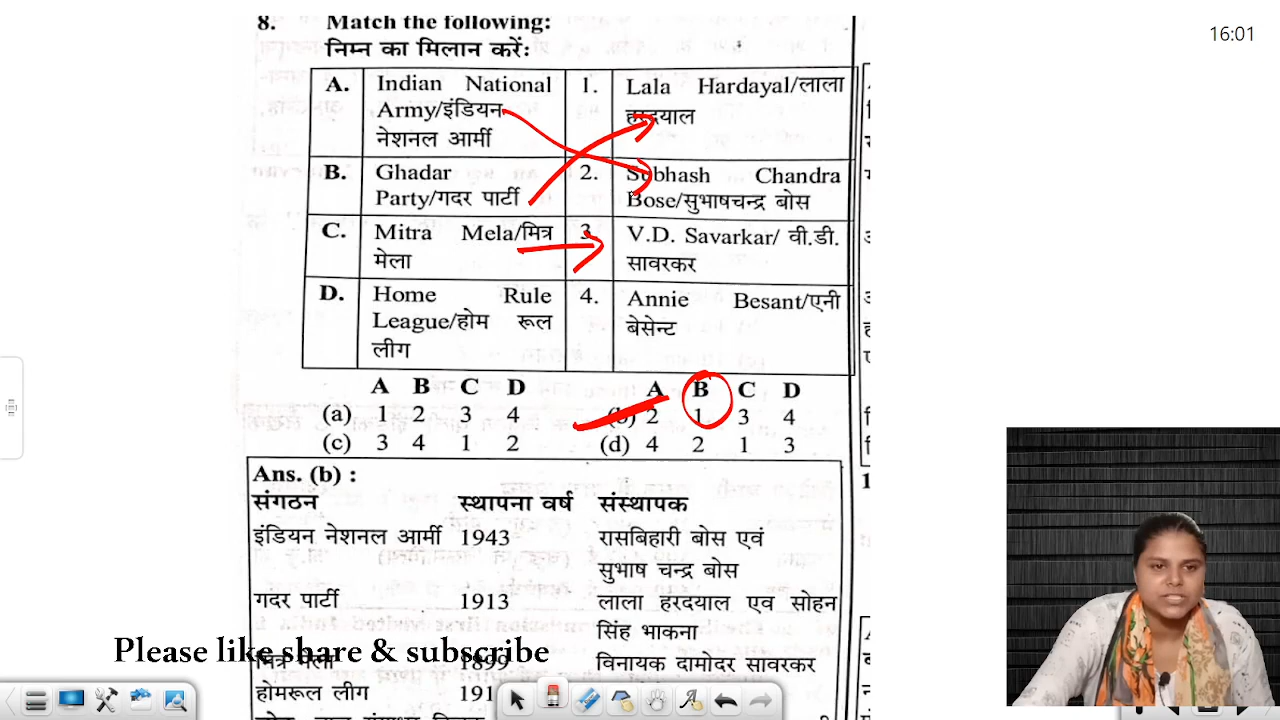 16:01
8. Match the following:
निम्न का मिलान करें:
A. Indian National 1. Lala Hardayal/लाला
Army/इंडियन हरदयाल
नेशनल आर्मी
B. Ghadar 2. Subhash Chandra
Party/गदर पार्टी Bose/सुभाषचन्द्र बोस
C. Mitra Mela/मित्र 3. V.D. Savarkar/ वी.डी.
मेला सावरकर
D. Home Rule 4. Annie Besant/एनी
League/होम रूल बेसेन्ट
लीग
A B C D A B C D
(a) 1 2 3 4 (b) 2 1 3 4
(c) 3 4 1 2 (d) 4 2 1 3
Ans. (b) :
संगठन स्थापना वर्ष संस्थापक
इंडियन नेशनल आर्मी 1943 रासबिहारी बोस एवं
सुभाष चन्द्र बोस
गदर पार्टी 1913 लाला हरदयाल एव सोहन
सिंह भाकना
Please like share & subscribe
मित्र मेला 1899 विनायक दामोदर सावरकर
होमरूल लीग 191